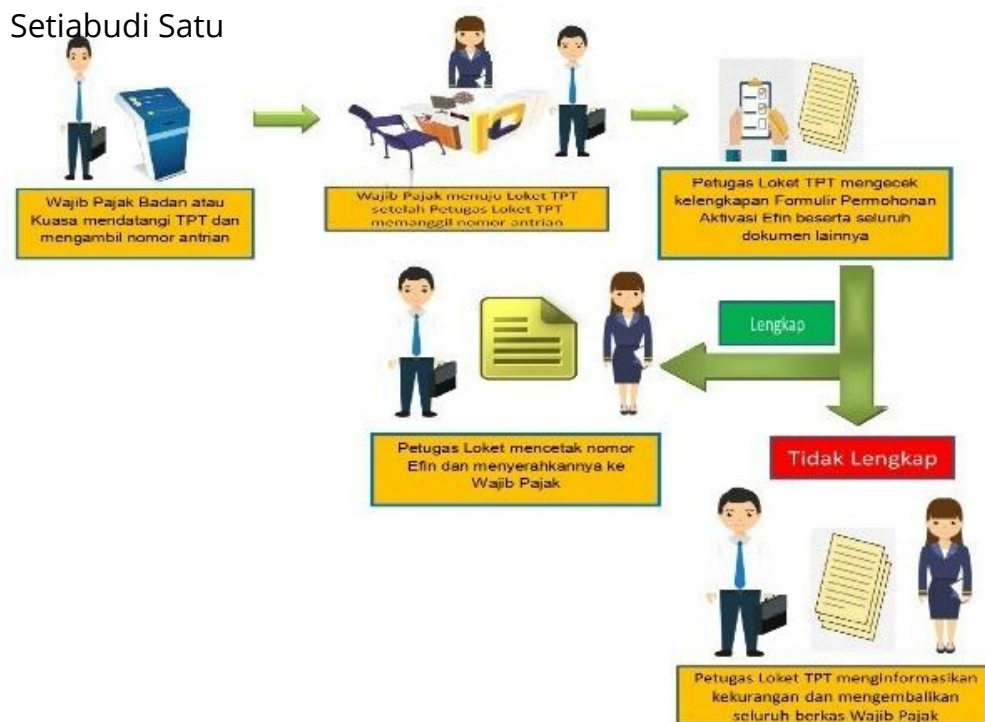 Setiabudi Satu
Wajib Pajak Badan atau
Kuasa mendatangi TPT dan
mengambil nomor antrian
Wajib Pajak menuju Loket TPT
setelah Petugas Loket TPT
memanggil nomor antrian
Petugas Loket TPT mengecek
kelengkapan Formulir Permohonan
Aktivasi Efin beserta seluruh
dokumen lainnya
Lengkap
Petugas Loket mencetak nomor
Efin dan menyerahkannya ke
Wajib Pajak
Tidak Lengkap
Petugas Loket TPT menginformasikan
kekurangan dan mengembalikan
seluruh berkas Wajib Pajak